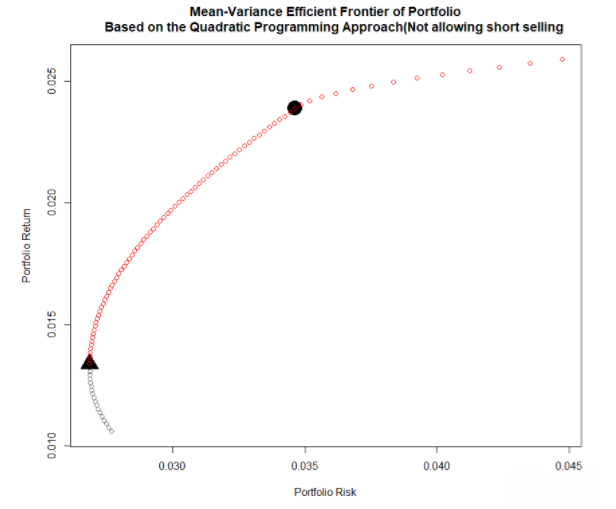 Mean-Variance Efficient Frontier of Portfolio
Based on the Quadratic Programming Approach(Not allowing short selling
0.025
0.020
0.015
0.010
Portfolio Return
0.030 0.035 0.040 0.045
Portfolio Risk